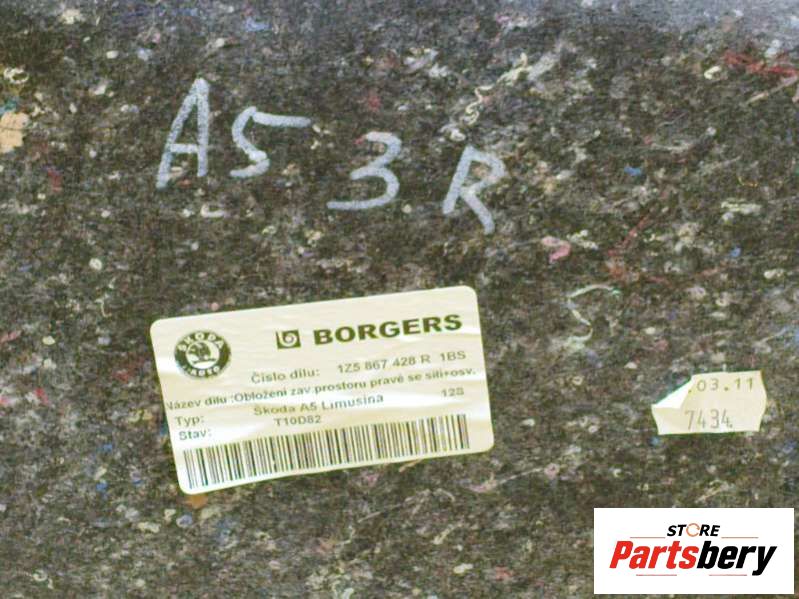 A5 3 R
ŠKODA
BORGERS
Číslo dílu: 1Z5 867 428 R 1BS
Název dílu :Obložení zav.prostoru pravé se sítí+osv.
Typ: Škoda A5 Limusina 12S
Stav: T10D82
.03.11
7434
STORE
Partsbery